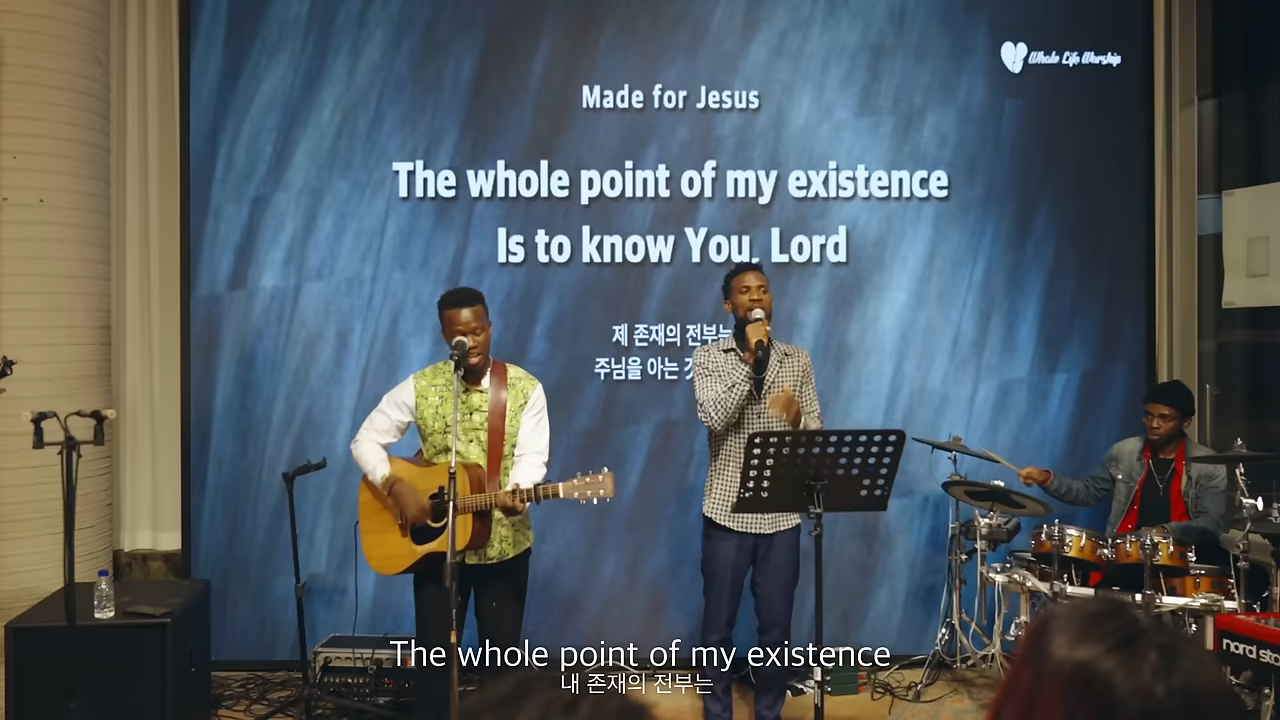 Whole Life Worship
Made for Jesus
The whole point of my existence
Is to know You, Lord
제 존재의 전부는
주님을 아는
The whole point of my existence
내 존재의 전부는
nord sta